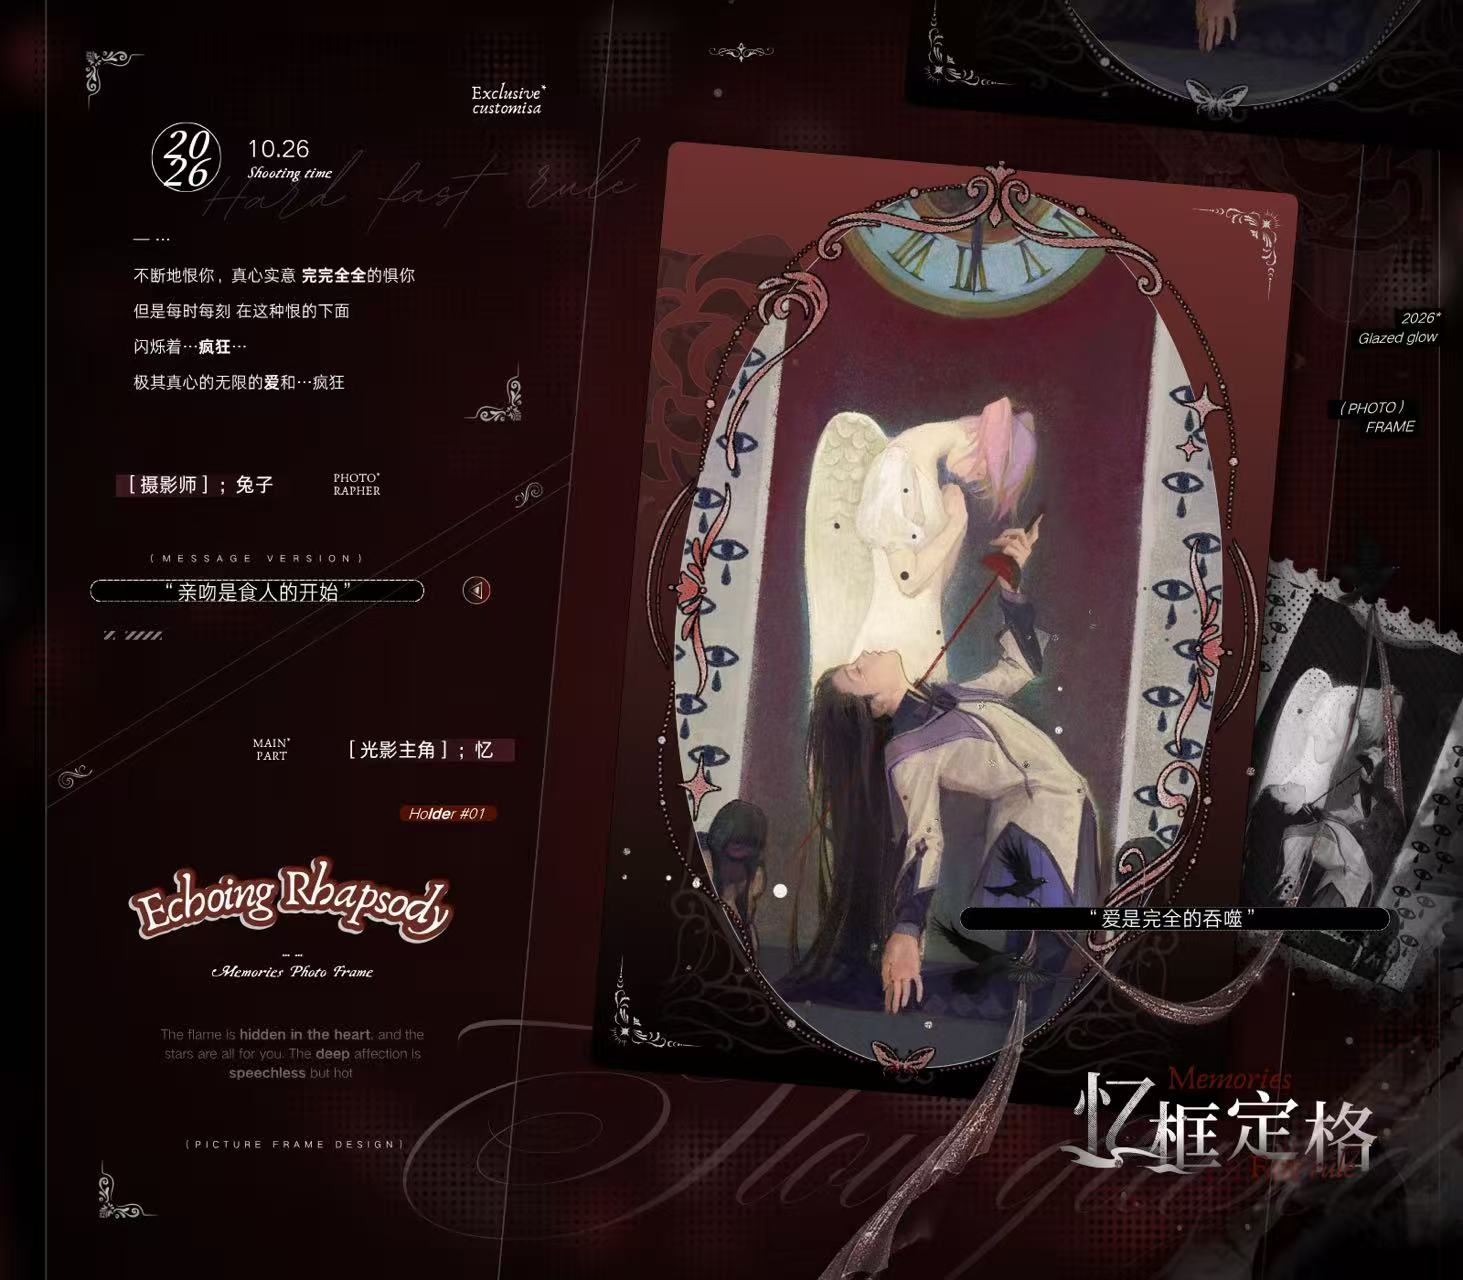 Exclusive*
customisa
20
26
10.26
Shooting time
Hard fast rule
— ···
不断地恨你，真心实意 完完全全的惧你
但是每时每刻 在这种恨的下面
闪烁着···疯狂···
极其真心的无限的爱和···疯狂
[ 摄影师 ] ；兔子
PHOTO*
RAPHER
(MESSAGE VERSION)
“ 亲吻是食人的开始 ”
MAIN*
PART
[ 光影主角 ] ；忆
Holder #01
Echoing Rhapsody
Memories Photo Frame
The flame is hidden in the heart, and the
stars are all for you. The deep affection is
speechless but hot
(PICTURE FRAME DESIGN)
2026*
Glazed glow
( PHOTO )
FRAME
“ 爱是完全的吞噬 ”
Memories
忆框定格